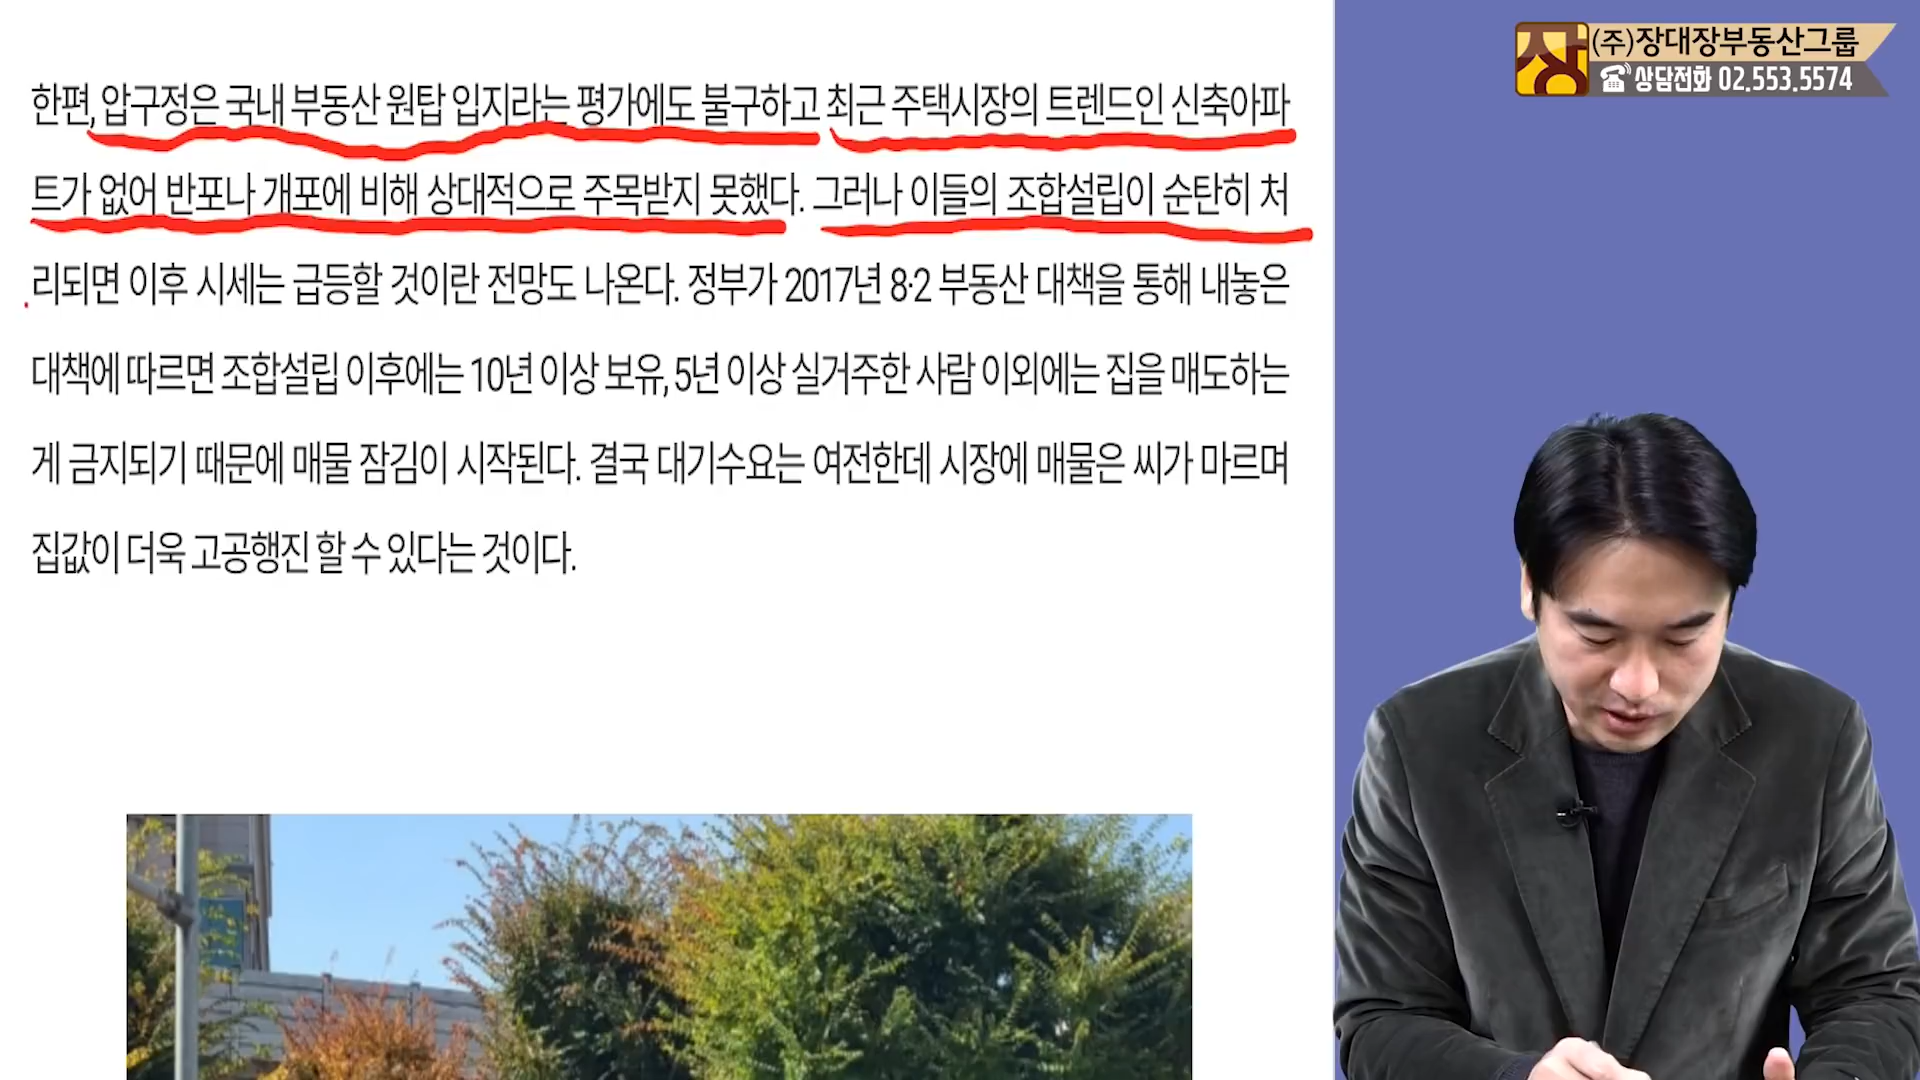 한편, 압구정은 국내 부동산 원탑 입지라는 평가에도 불구하고 최근 주택시장의 트렌드인 신축아파
트가 없어 반포나 개포에 비해 상대적으로 주목받지 못했다. 그러나 이들의 조합설립이 순탄히 처
리되면 이후 시세는 급등할 것이란 전망도 나온다. 정부가 2017년 8·2 부동산 대책을 통해 내놓은
대책에 따르면 조합설립 이후에는 10년 이상 보유, 5년 이상 실거주한 사람 이외에는 집을 매도하는
게 금지되기 때문에 매물 잠김이 시작된다. 결국 대기수요는 여전한데 시장에 매물은 씨가 마르며
집값이 더욱 고공행진 할 수 있다는 것이다.
장
(주)장대장부동산그룹
상담전화 02.553.5574